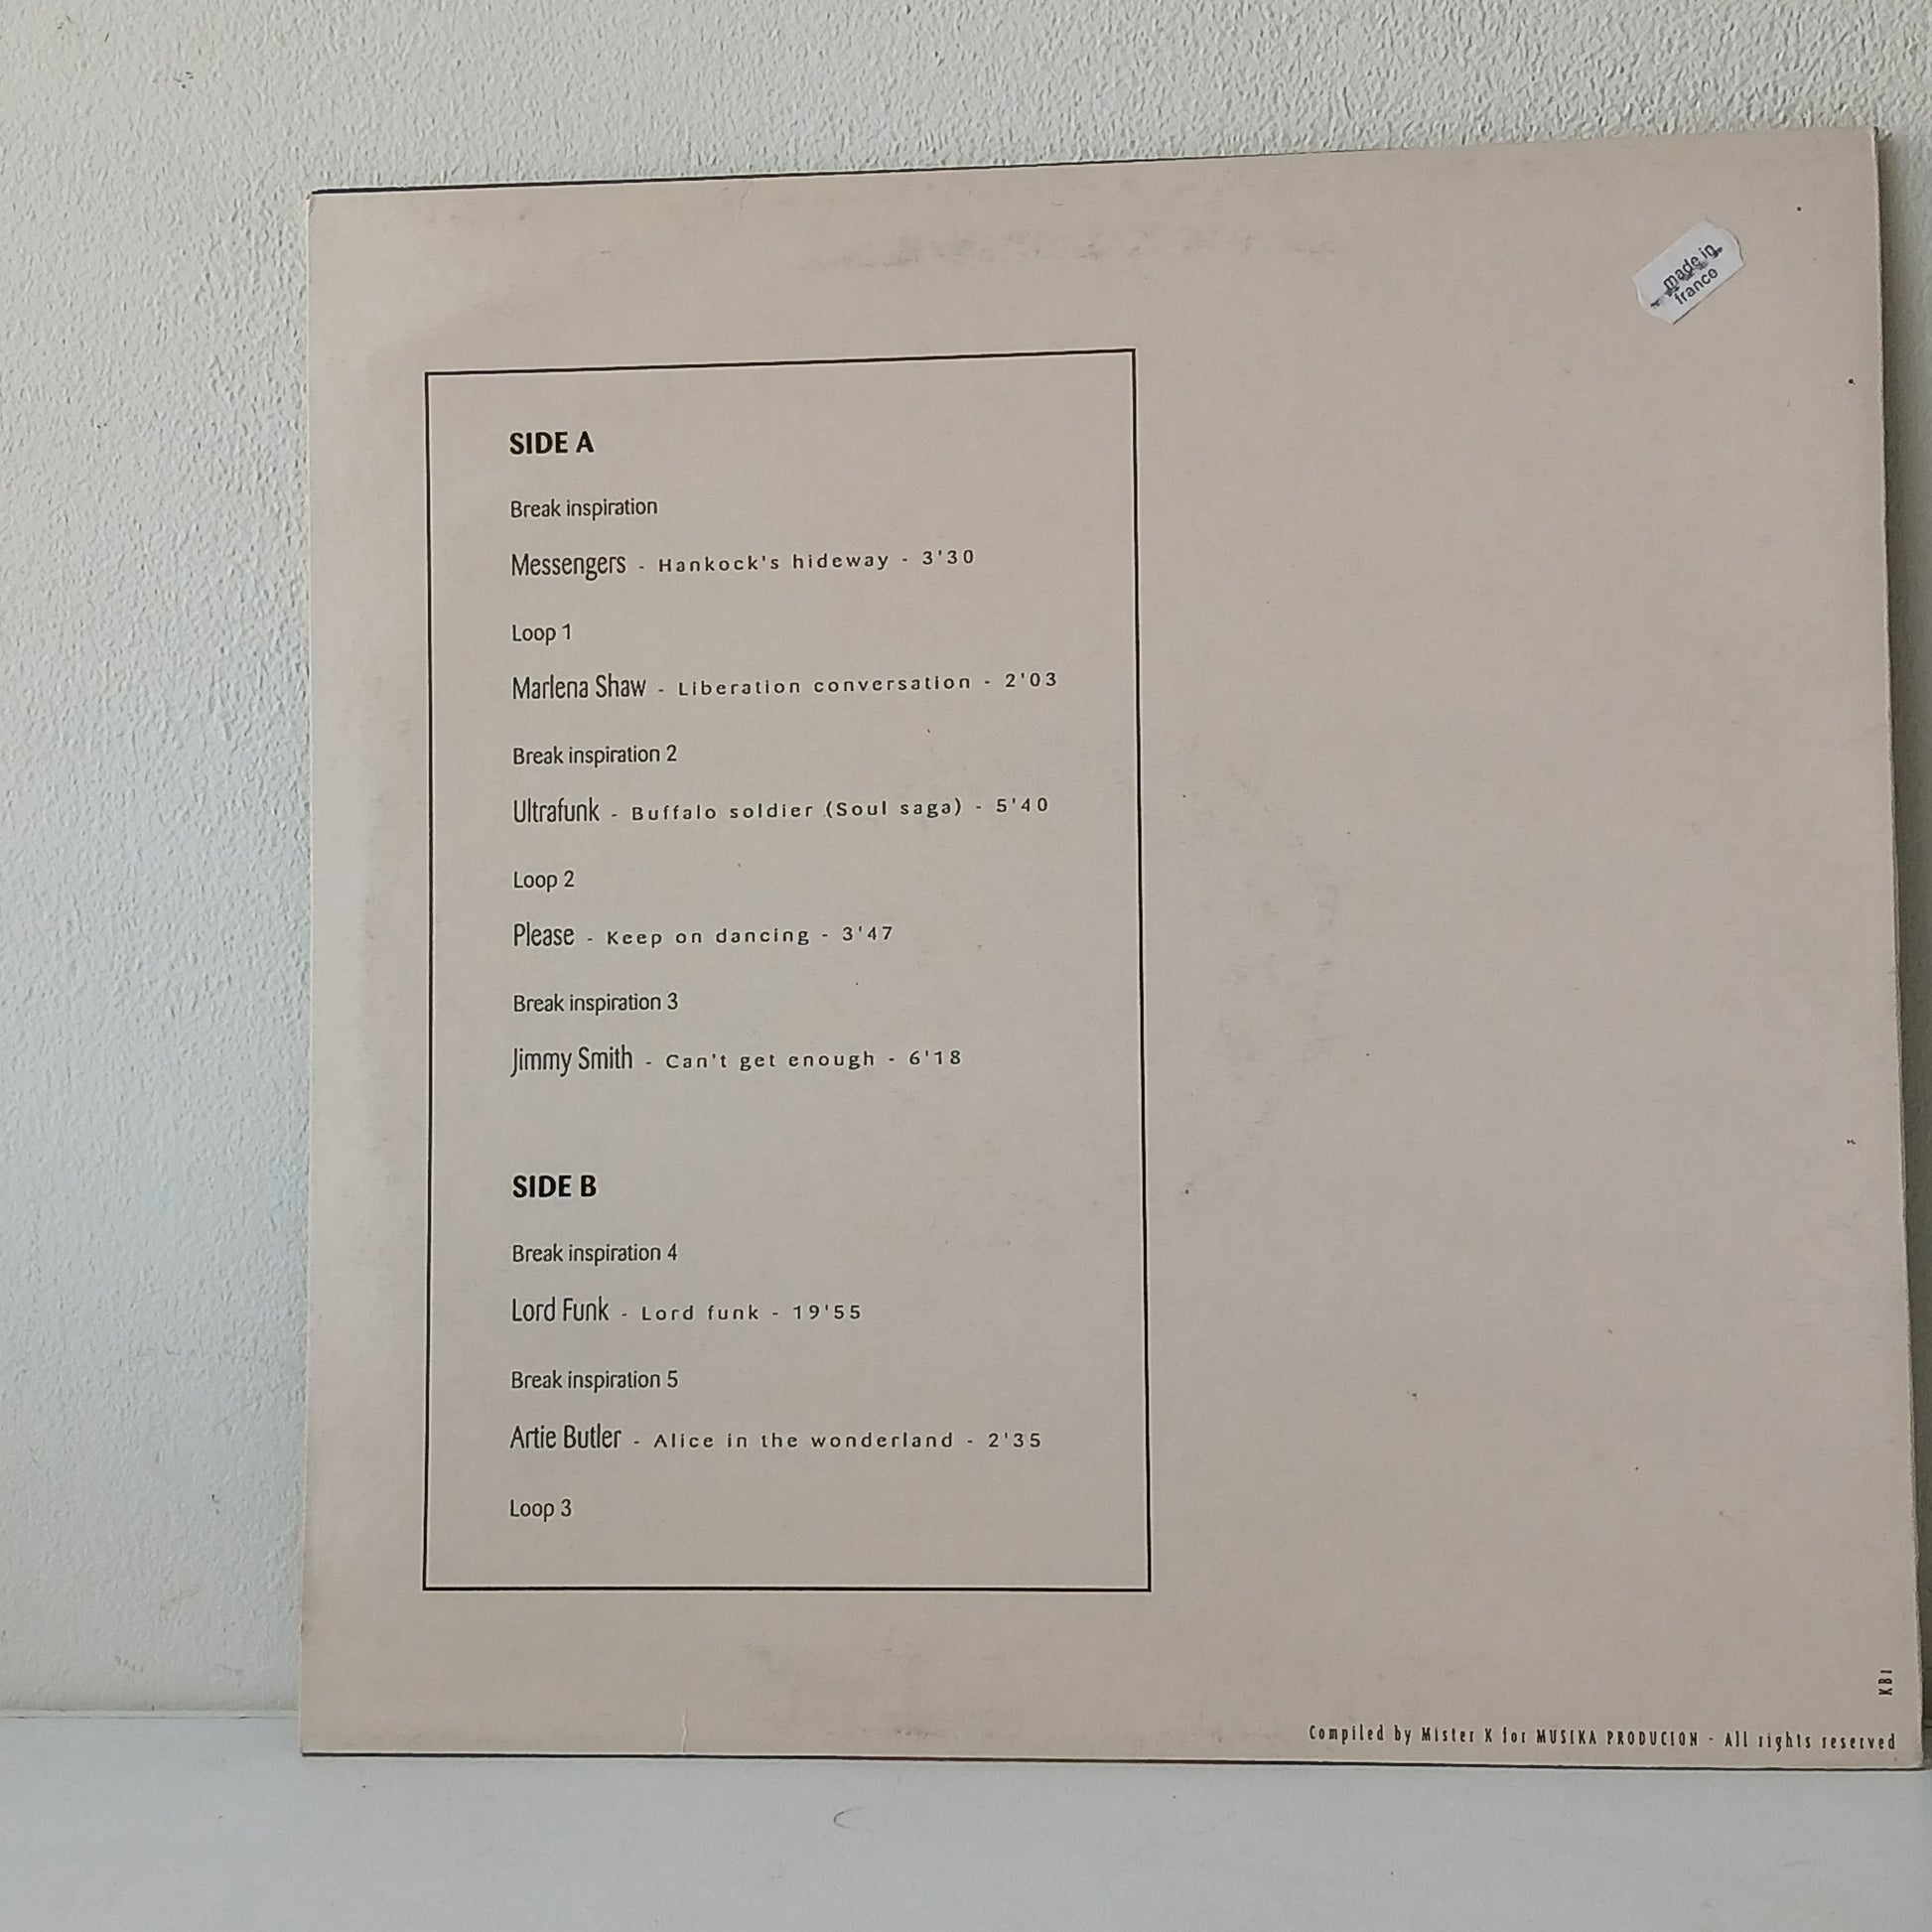 made in
france
SIDE A
Break inspiration
Messengers - Hankock's hideway - 3'30
Loop 1
Marlena Shaw - Liberation conversation - 2'03
Break inspiration 2
Ultrafunk - Buffalo soldier (Soul saga) - 5'40
Loop 2
Please - Keep on dancing - 3'47
Break inspiration 3
Jimmy Smith - Can't get enough - 6'18
SIDE B
Break inspiration 4
Lord Funk - Lord funk - 19'55
Break inspiration 5
Artie Butler - Alice in the wonderland - 2'35
Loop 3
KB1
Compiled by Mister K for MUSIKA PRODUCION - All rights reserved